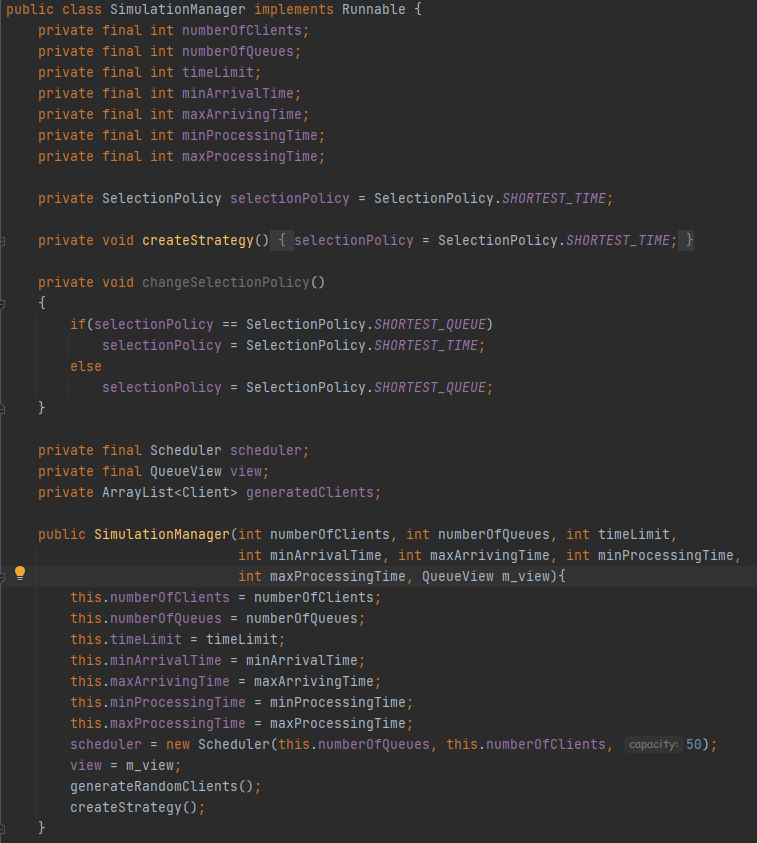 public class SimulationManager implements Runnable {
private final int numberOfClients;
private final int numberOfQueues;
private final int timeLimit;
private final int minArrivalTime;
private final int maxArrivingTime;
private final int minProcessingTime;
private final int maxProcessingTime;
private SelectionPolicy selectionPolicy = SelectionPolicy.SHORTEST_TIME;
private void createStrategy() { selectionPolicy = SelectionPolicy.SHORTEST_TIME; }
private void changeSelectionPolicy()
{
if(selectionPolicy == SelectionPolicy.SHORTEST_QUEUE)
selectionPolicy = SelectionPolicy.SHORTEST_TIME;
else
selectionPolicy = SelectionPolicy.SHORTEST_QUEUE;
}
private final Scheduler scheduler;
private final QueueView view;
private ArrayList<Client> generatedClients;
public SimulationManager(int numberOfClients, int numberOfQueues, int timeLimit,
int minArrivalTime, int maxArrivingTime, int minProcessingTime,
int maxProcessingTime, QueueView m_view){
this.numberOfClients = numberOfClients;
this.numberOfQueues = numberOfQueues;
this.timeLimit = timeLimit;
this.minArrivalTime = minArrivalTime;
this.maxArrivingTime = maxArrivingTime;
this.minProcessingTime = minProcessingTime;
this.maxProcessingTime = maxProcessingTime;
scheduler = new Scheduler(this.numberOfQueues, this.numberOfClients, capacity: 50);
view = m_view;
generateRandomClients();
createStrategy();
}